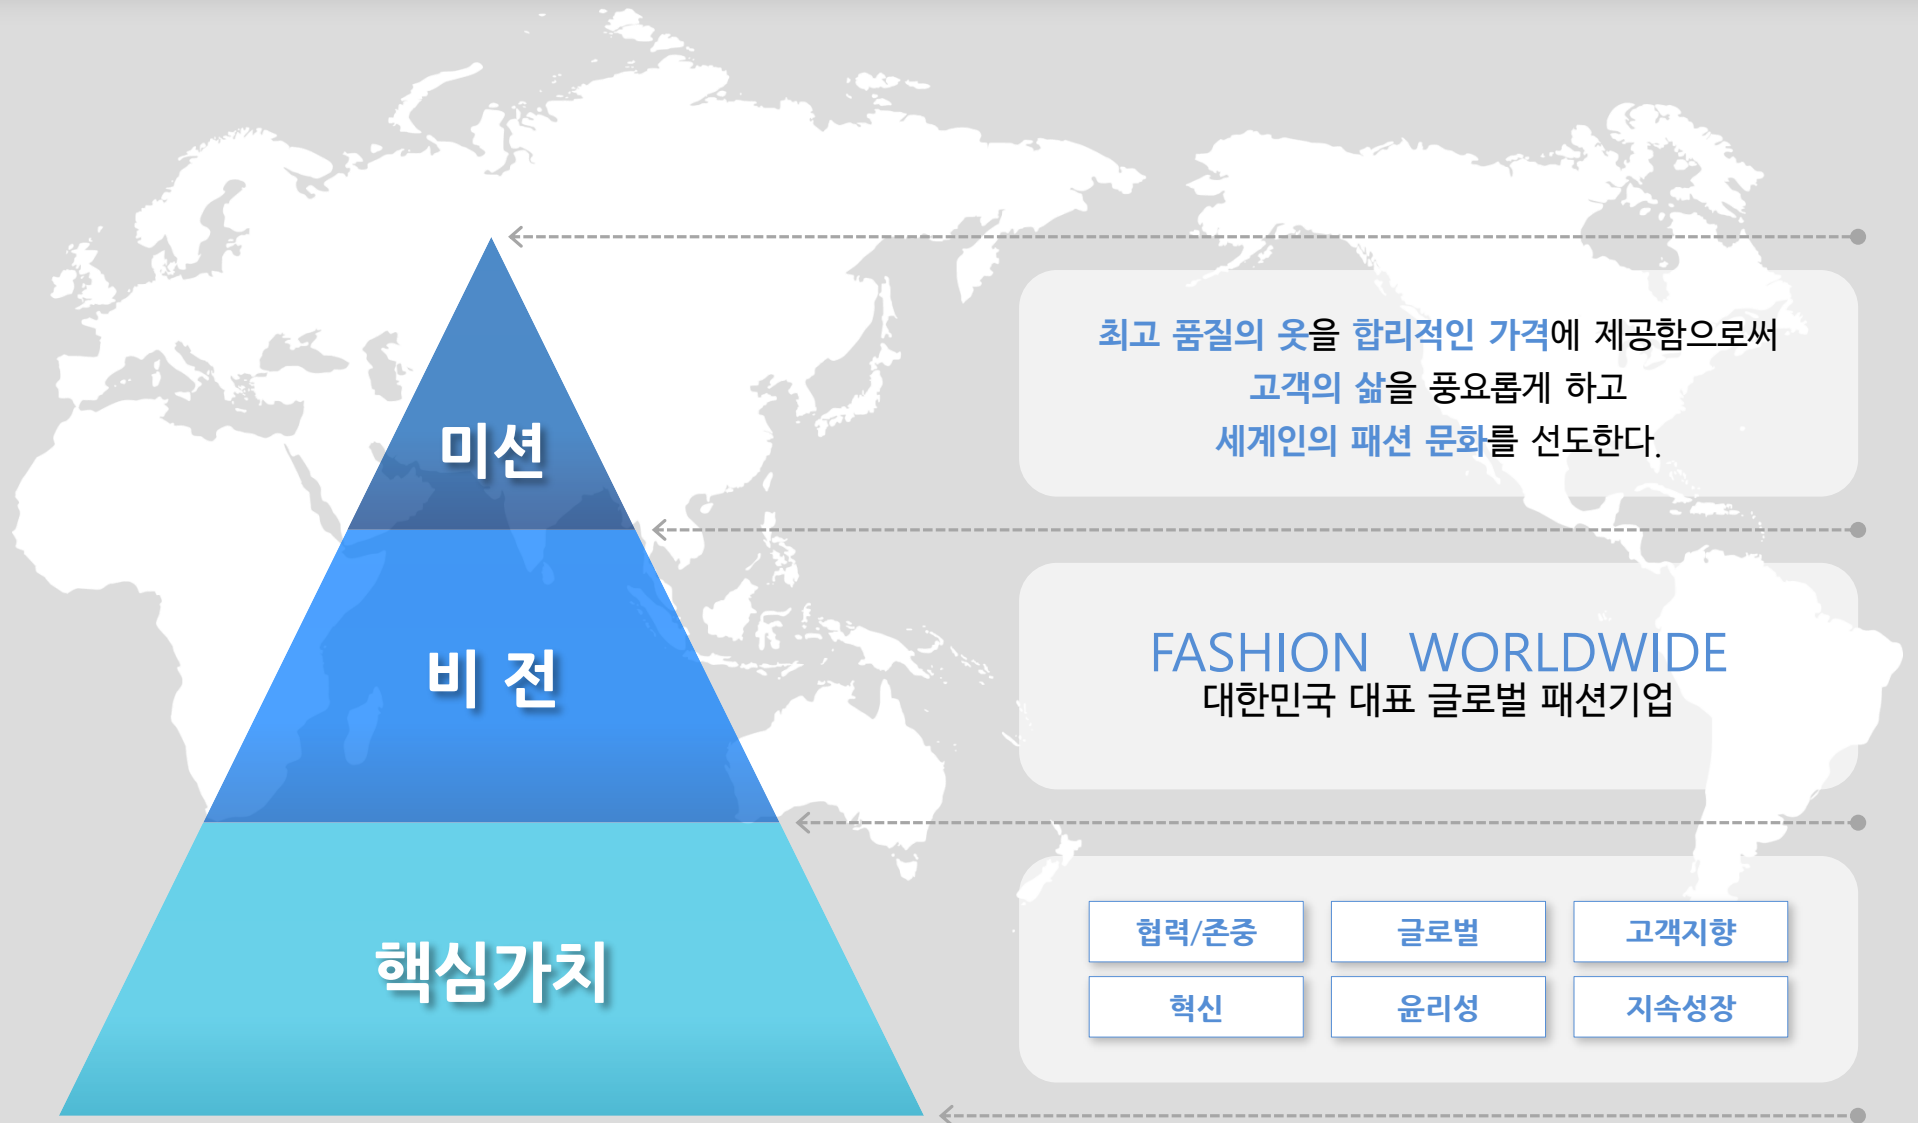 미션
최고 품질의 옷을 합리적인 가격에 제공함으로써
고객의 삶을 풍요롭게 하고
세계인의 패션 문화를 선도한다.
비 전
FASHION WORLDWIDE
대한민국 대표 글로벌 패션기업
핵심가치
협력/존중 글로벌 고객지향
혁신 윤리성 지속성장